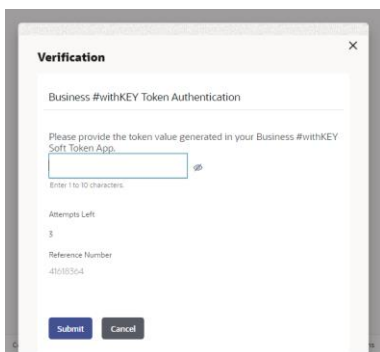 Verification
Business #withKEY Token Authentication
Please provide the token value generated in your Business #withKEY
Soft Token App.
Enter 1 to 10 characters.
Attempts Left
3
Reference Number
41618364
Submit
Cancel